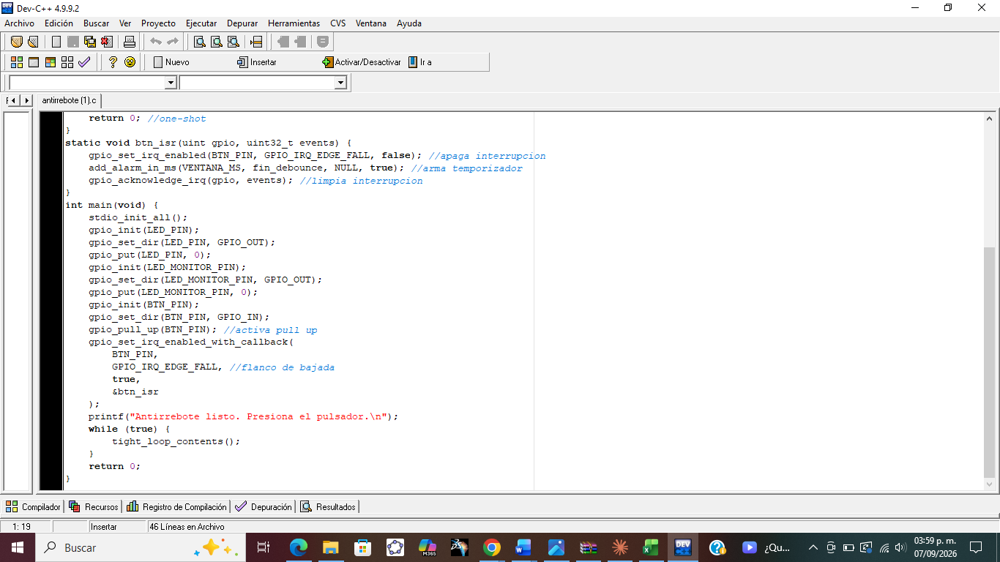 Dev-C++ 4.9.9.2
Archivo Edición Buscar Ver Proyecto Ejecutar Depurar Herramientas CVS Ventana Ayuda
Nuevo Insertar Activar/Desactivar Ir a
antirrebote (1).c
return 0; //one-shot
}
static void btn_isr(uint gpio, uint32_t events) {
gpio_set_irq_enabled(BTN_PIN, GPIO_IRQ_EDGE_FALL, false); //apaga interrupcion
add_alarm_in_ms(VENTANA_MS, fin_debounce, NULL, true); //arma temporizador
gpio_acknowledge_irq(gpio, events); //limpia interrupcion
}
int main(void) {
stdio_init_all();
gpio_init(LED_PIN);
gpio_set_dir(LED_PIN, GPIO_OUT);
gpio_put(LED_PIN, 0);
gpio_init(LED_MONITOR_PIN);
gpio_set_dir(LED_MONITOR_PIN, GPIO_OUT);
gpio_put(LED_MONITOR_PIN, 0);
gpio_init(BTN_PIN);
gpio_set_dir(BTN_PIN, GPIO_IN);
gpio_pull_up(BTN_PIN); //activa pull up
gpio_set_irq_enabled_with_callback(
BTN_PIN,
GPIO_IRQ_EDGE_FALL, //flanco de bajada
true,
&btn_isr
);
printf("Antirrebote listo. Presiona el pulsador.\n");
while (true) {
tight_loop_contents();
}
return 0;
}
Compilador Recursos Registro de Compilación Depuración Resultados
1: 19 Insertar 46 Líneas en Archivo
Buscar M365 DEV ¿Qu... 03:59 p. m.
07/09/2026